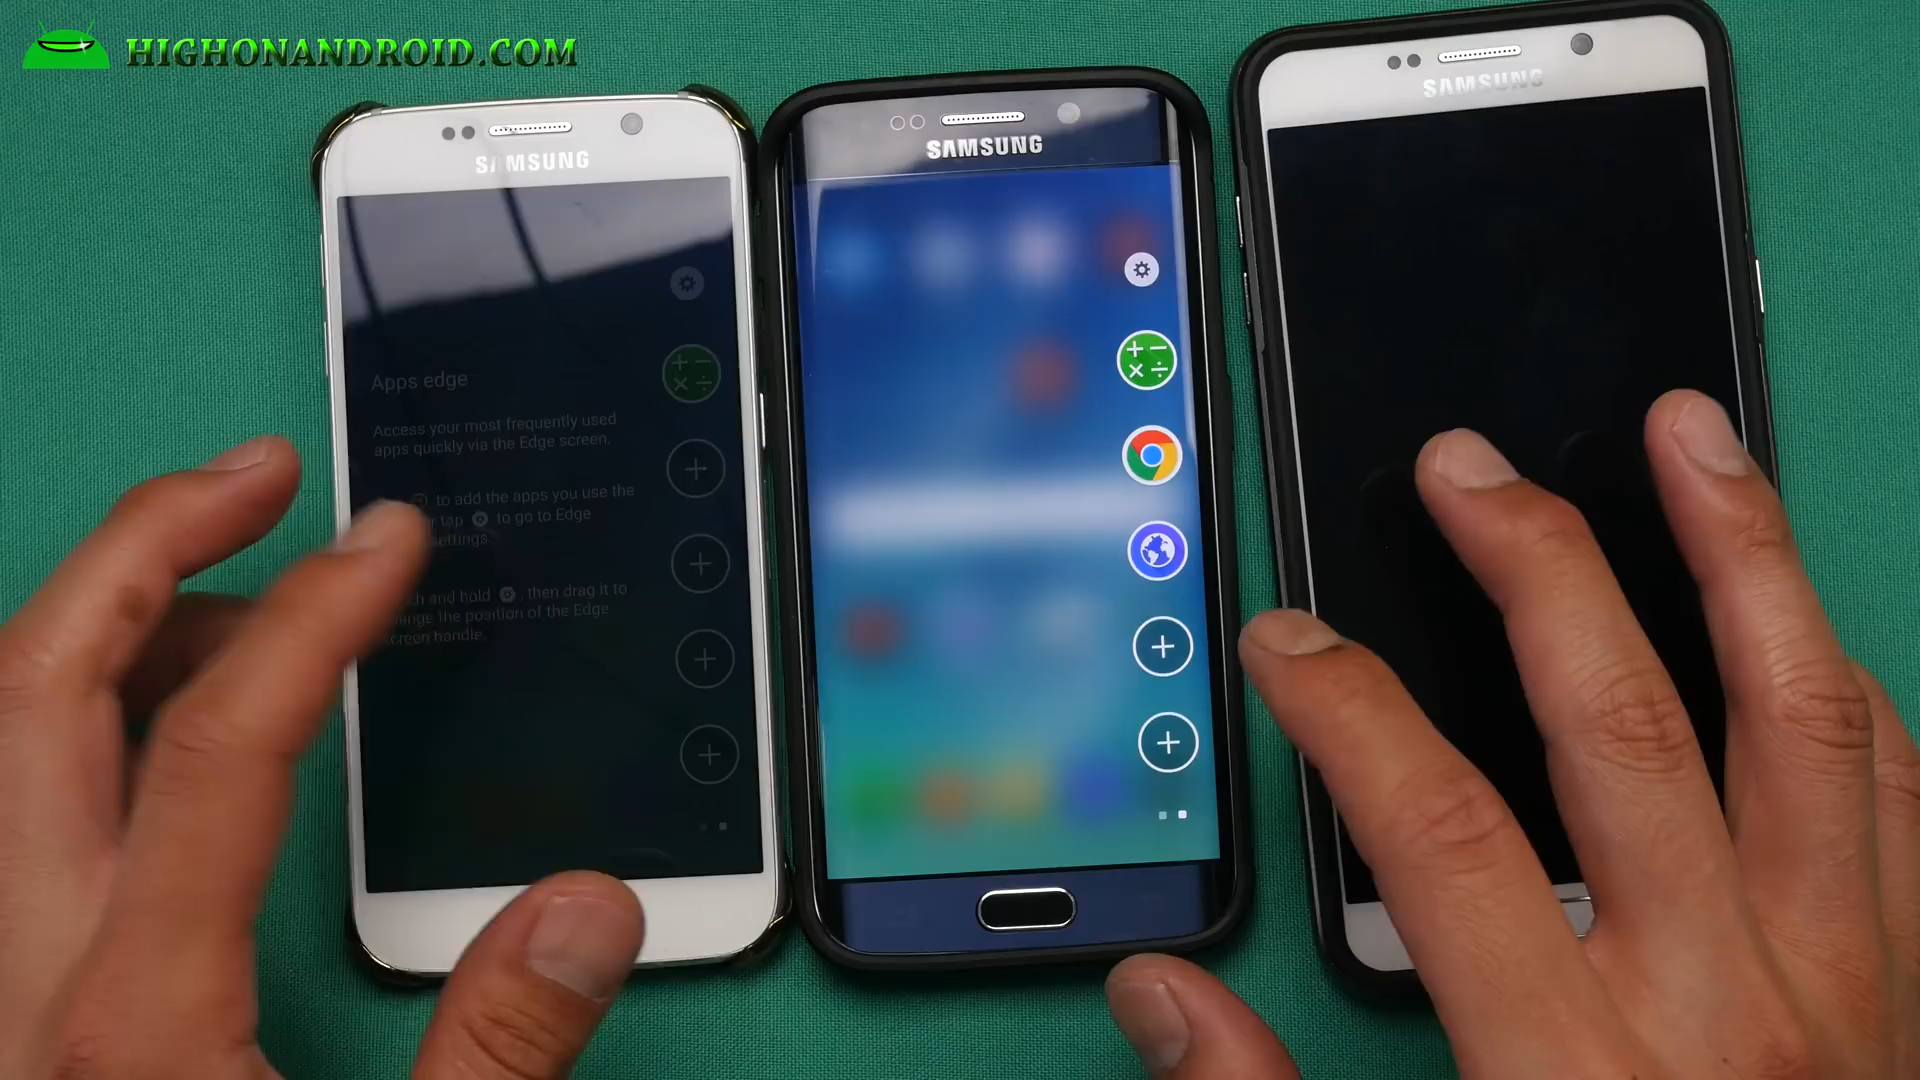 HIGHONANDROID.COM
SAMSUNG
SAMSUNG
SAMSUNG
Apps edge
Access your most frequently used
apps quickly via the Edge screen.
to add the apps you use the
tap to go to Edge
settings.
and hold , then drag it to
the position of the Edge
screen handle.